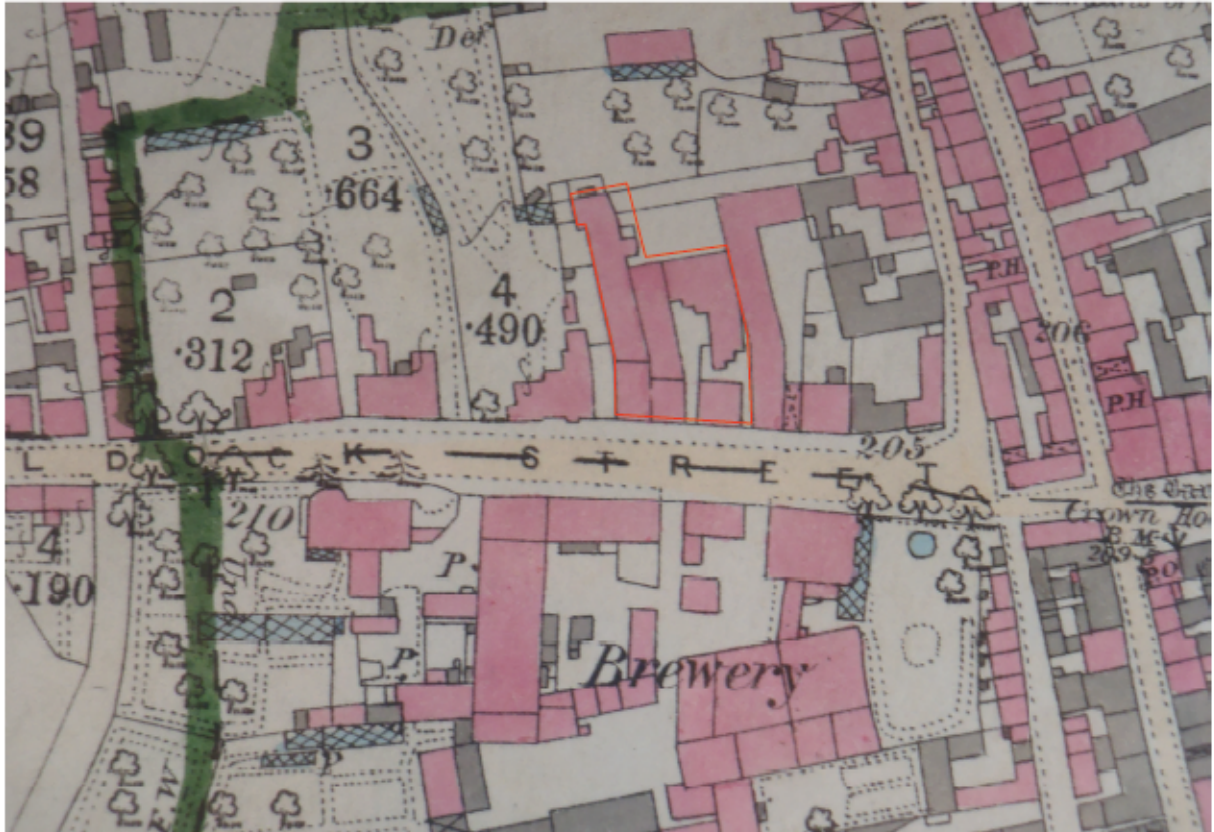 3
·664
39
58
2
·312
4
·490
P.H.
206
P.H.
205
L D O C K S T R E E T
210
4
·190
P.
P.
Brewery
P
Crown Ho
B.M.
P.O.
F.W.